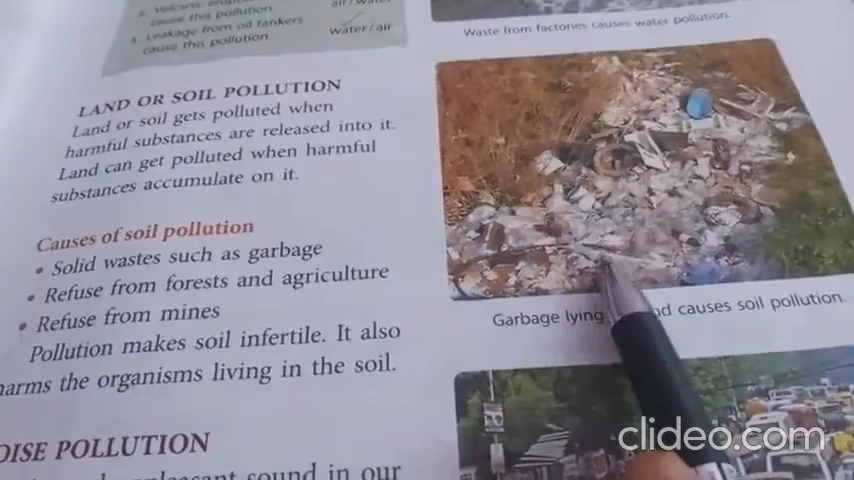 cause this pollution.
Leakage from oil tankers
cause this pollution.
water/air
Waste from factories causes water pollution.
LAND OR SOIL POLLUTION
Land or soil gets polluted when
harmful substances are released into it.
Land can get polluted when harmful
substances accumulate on it.
Causes of soil pollution
• Solid wastes such as garbage
• Refuse from forests and agriculture
• Refuse from mines
Pollution makes soil infertile. It also
harms the organisms living in the soil.
Garbage lying
causes soil pollution.
OISE POLLUTION
sound in our
clideo.com